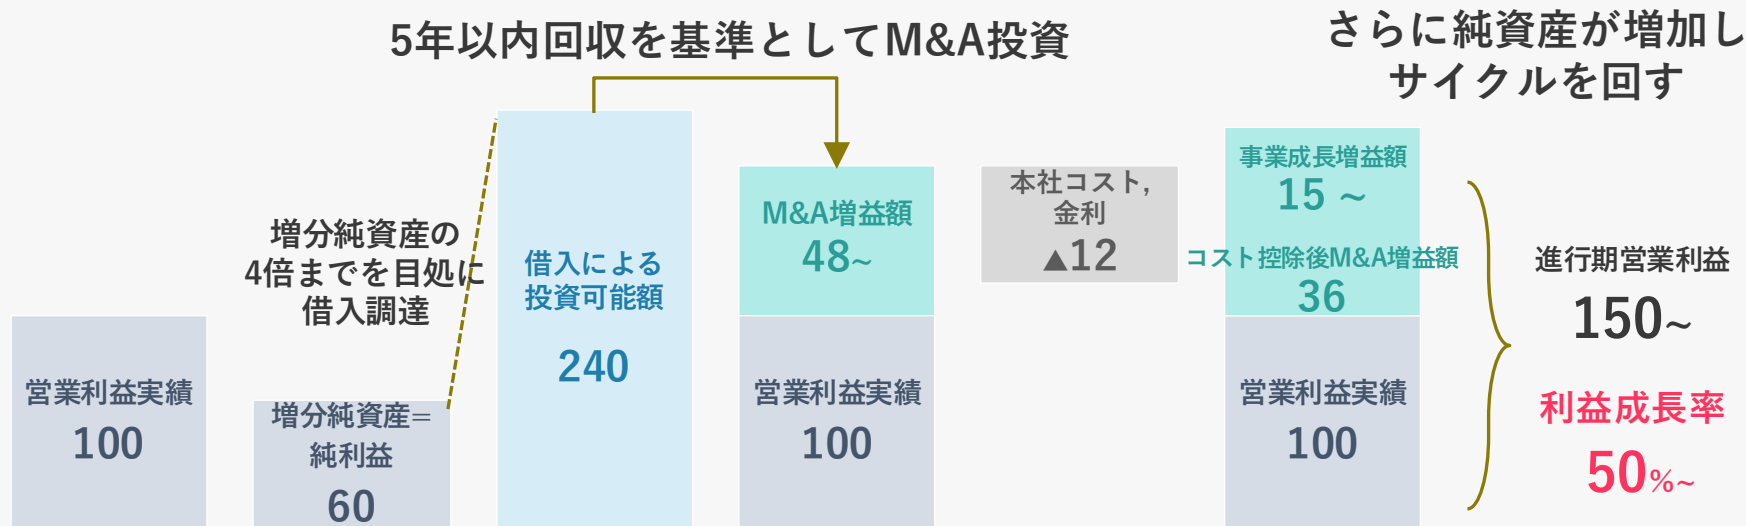 5年以内回収を基準としてM&A投資
さらに純資産が増加し
サイクルを回す
増分純資産の
4倍までを目処に
借入調達
営業利益実績
100
増分純資産=
純利益
60
借入による
投資可能額
240
M&A増益額
48~
営業利益実績
100
本社コスト,
金利
▲12
事業成長増益額
15 ~
コスト控除後M&A増益額
36
営業利益実績
100
進行期営業利益
150~
利益成長率
50%~